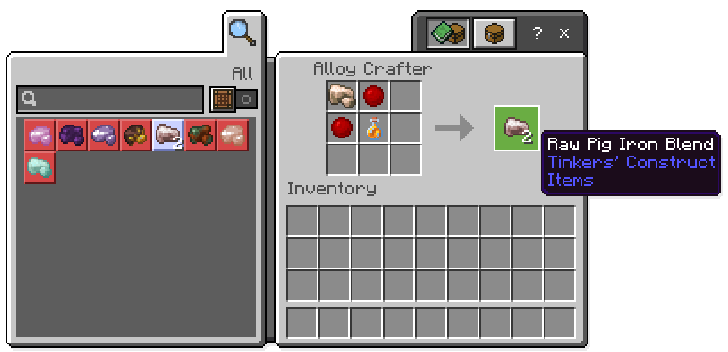 ? x
All
Alloy Crafter
2
2
Raw Pig Iron Blend
Tinkers' Construct
Items
Inventory